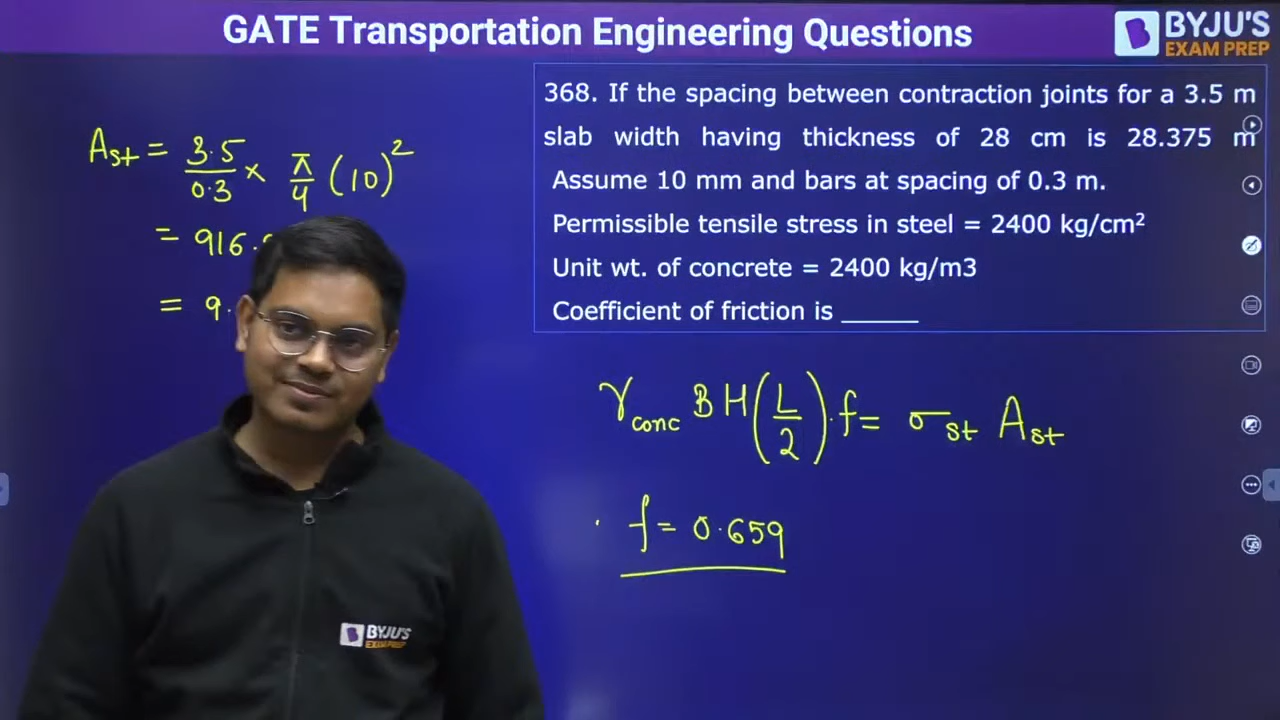 GATE Transportation Engineering Questions
BYJU'S
EXAM PREP
368. If the spacing between contraction joints for a 3.5 m
slab width having thickness of 28 cm is 28.375 m
Assume 10 mm and bars at spacing of 0.3 m.
Permissible tensile stress in steel = 2400 kg/cm²
Unit wt. of concrete = 2400 kg/m3
Coefficient of friction is ______
Ast = 3.5/0.3 × π/4 (10)²
= 916.
= 9.
γconc B H (L/2) · f = σst Ast
f = 0.659
BYJU'S
EXAM PREP